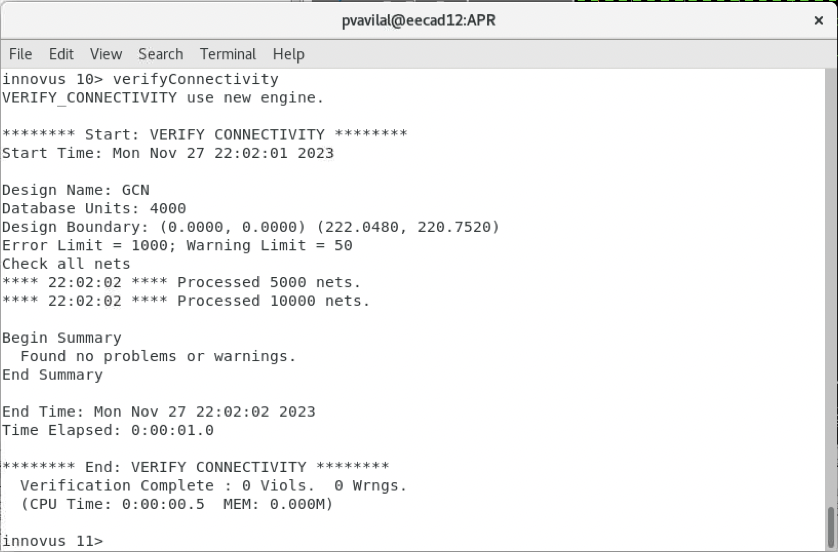 pvavilal@eecad12:APR
×
File Edit View Search Terminal Help
innovus 10> verifyConnectivity
VERIFY_CONNECTIVITY use new engine.
******** Start: VERIFY CONNECTIVITY ********
Start Time: Mon Nov 27 22:02:01 2023
Design Name: GCN
Database Units: 4000
Design Boundary: (0.0000, 0.0000) (222.0480, 220.7520)
Error Limit = 1000; Warning Limit = 50
Check all nets
**** 22:02:02 **** Processed 5000 nets.
**** 22:02:02 **** Processed 10000 nets.
Begin Summary
  Found no problems or warnings.
End Summary
End Time: Mon Nov 27 22:02:02 2023
Time Elapsed: 0:00:01.0
******** End: VERIFY CONNECTIVITY ********
  Verification Complete : 0 Viols.  0 Wrngs.
  (CPU Time: 0:00:00.5  MEM: 0.000M)
innovus 11>